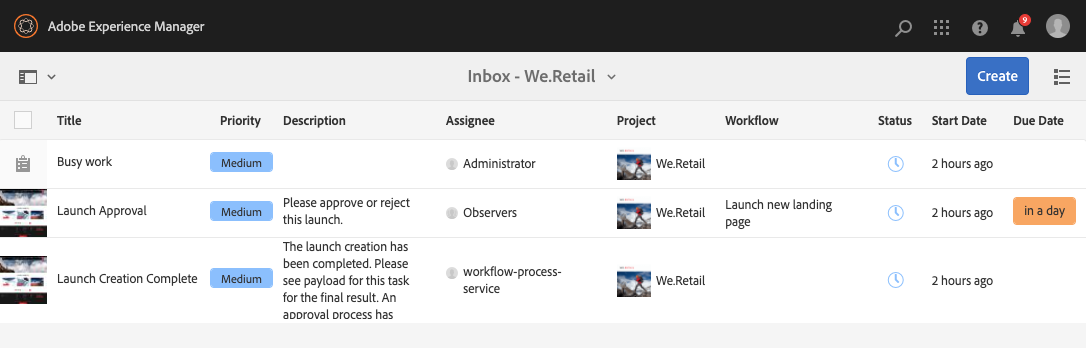 Adobe Experience Manager
9
Inbox - We.Retail
Create
Title Priority Description Assignee Project Workflow Status Start Date Due Date
Busy work Medium Administrator We.Retail 2 hours ago
Launch Approval Medium Please approve or reject
this launch. Observers We.Retail Launch new landing
page 2 hours ago in a day
Launch Creation Complete Medium The launch creation has
been completed. Please
see payload for this task
for the final result. An
approval process has
workflow-process-
service We.Retail 2 hours ago